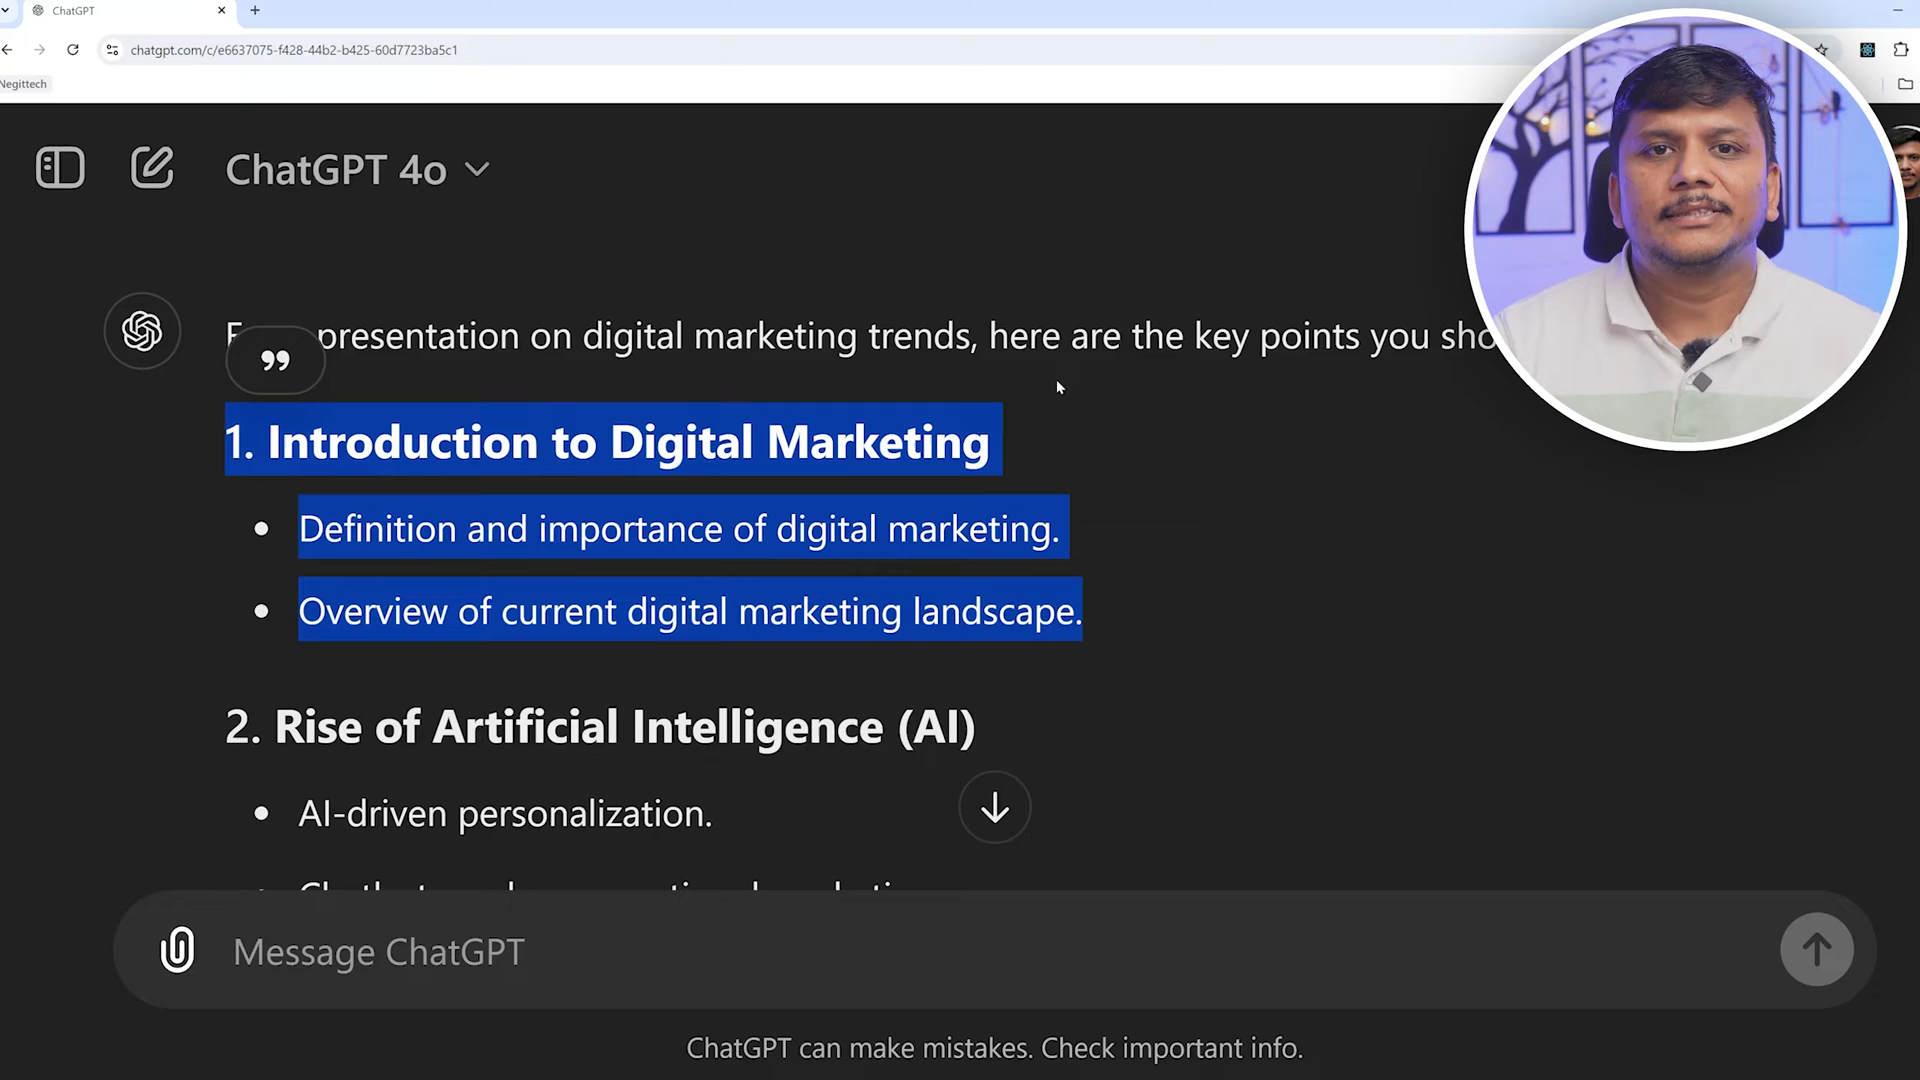 ChatGPT
chatgpt.com/c/e6637075-f428-44b2-b425-60d7723ba5c1
Negittech
ChatGPT 4o
presentation on digital marketing trends, here are the key points you sho
1. Introduction to Digital Marketing
• Definition and importance of digital marketing.
• Overview of current digital marketing landscape.
2. Rise of Artificial Intelligence (AI)
• AI-driven personalization.
Message ChatGPT
ChatGPT can make mistakes. Check important info.